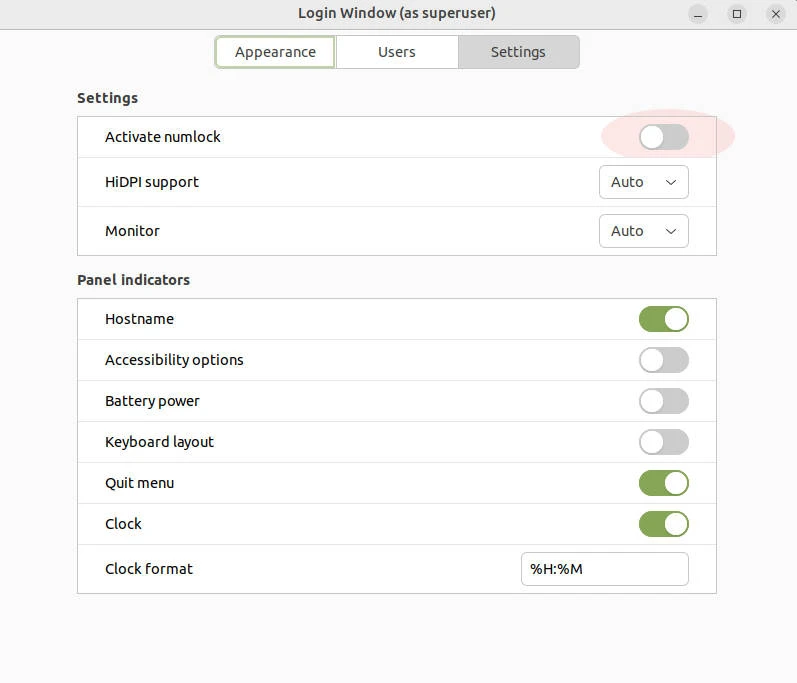 Login Window (as superuser)
Appearance Users Settings
Settings
Activate numlock
HiDPI support Auto
Monitor Auto
Panel indicators
Hostname
Accessibility options
Battery power
Keyboard layout
Quit menu
Clock
Clock format %H:%M